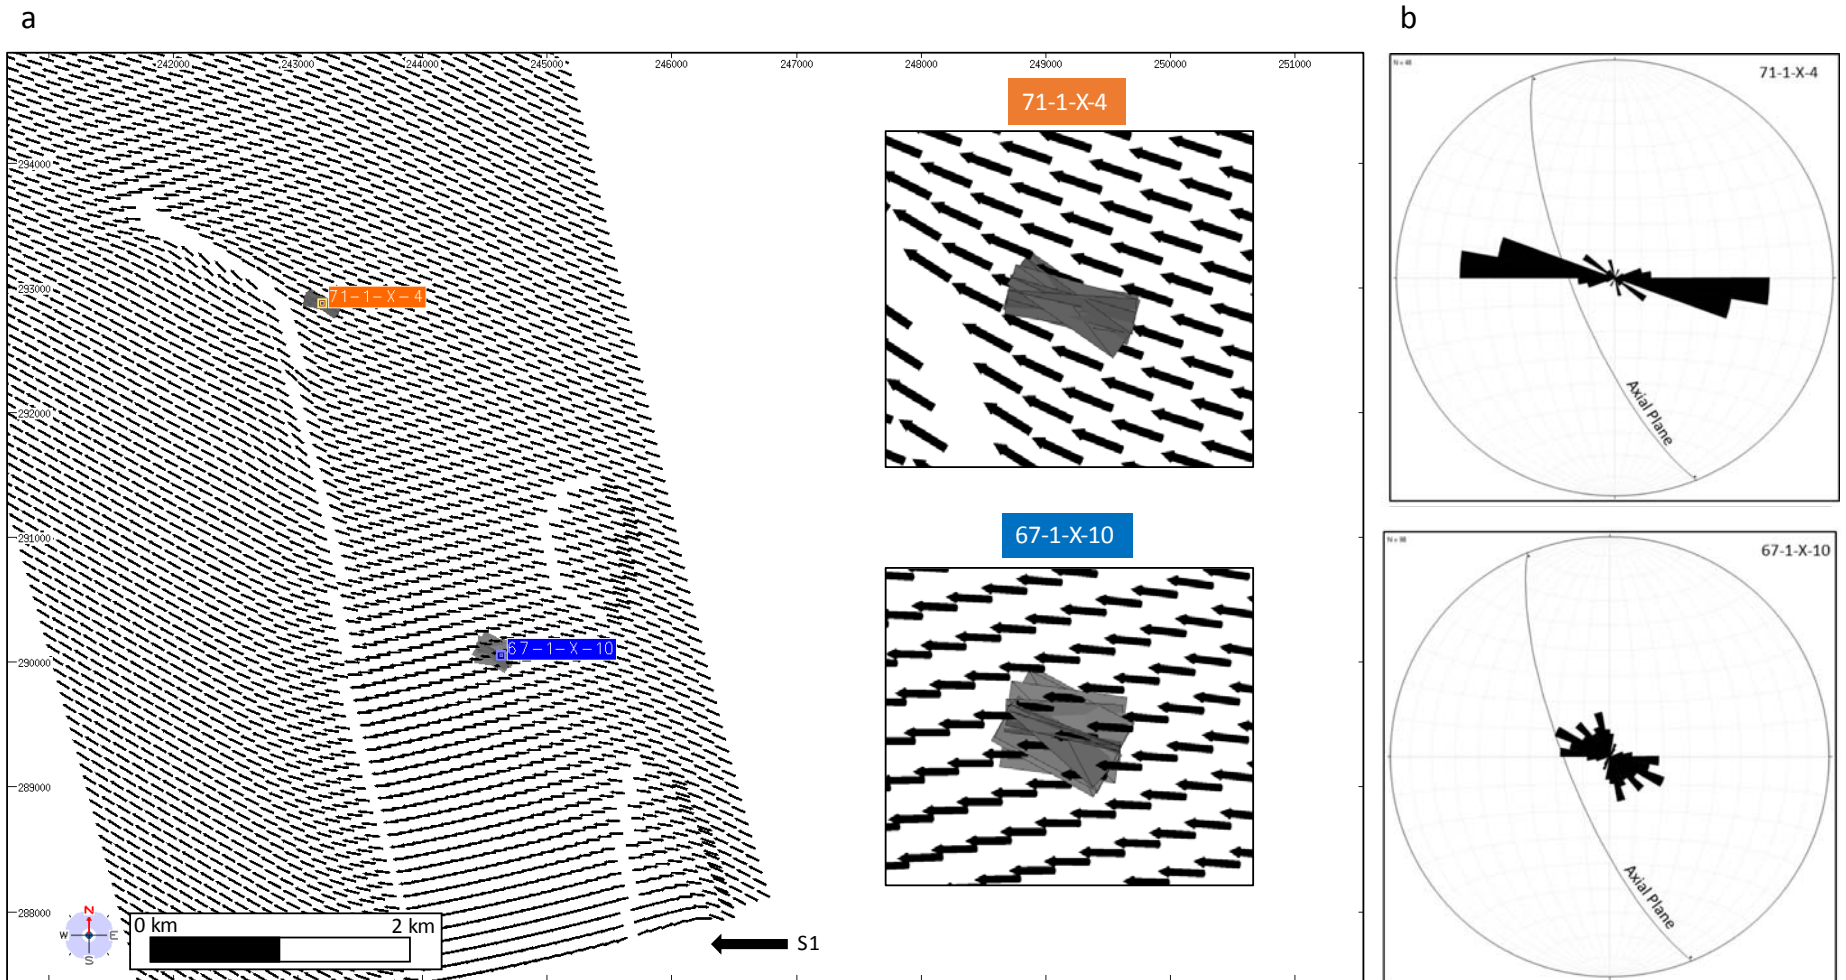 a
b
242000 243000 244000 245000 246000 247000 248000 249000 250000 251000
294000
293000
292000
291000
290000
289000
288000
71-1-X-4
67-1-X-10
71-1-X-4
67-1-X-10
N
W E
S
0 km 2 km
S1
N = 48
71-1-X-4
Axial Plane
N = 98
67-1-X-10
Axial Plane